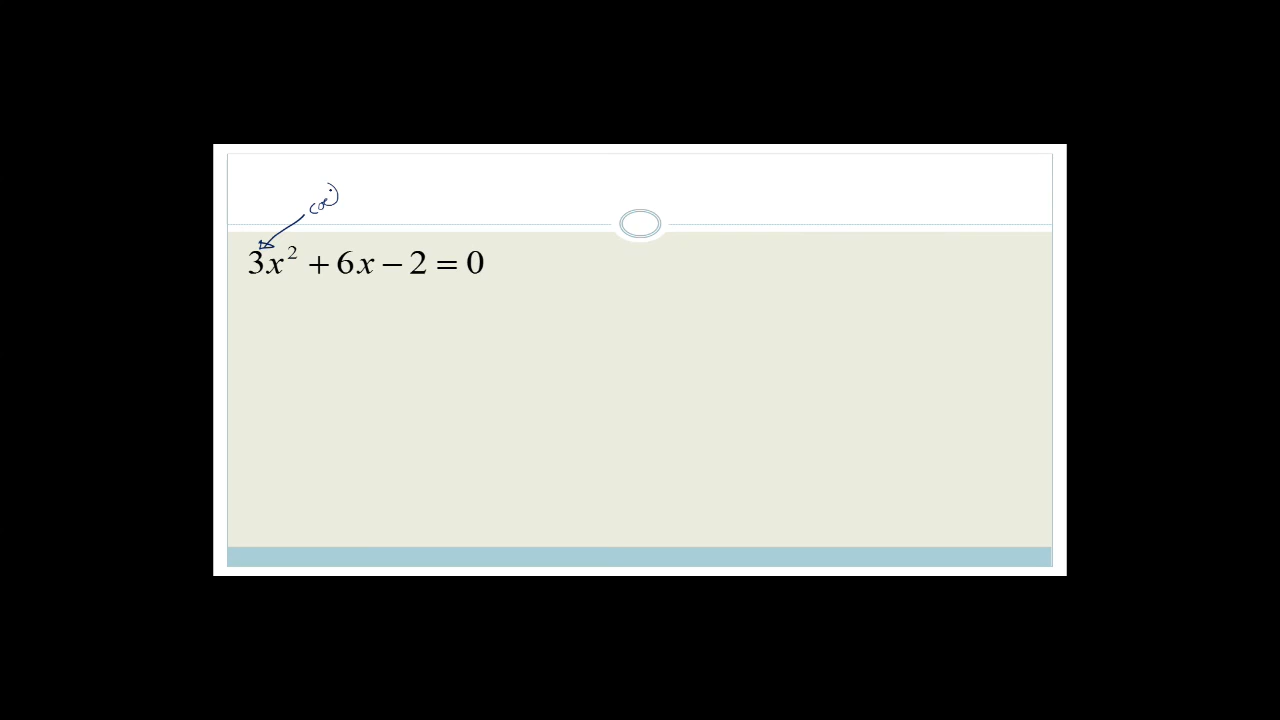 3x² + 6x − 2 = 0